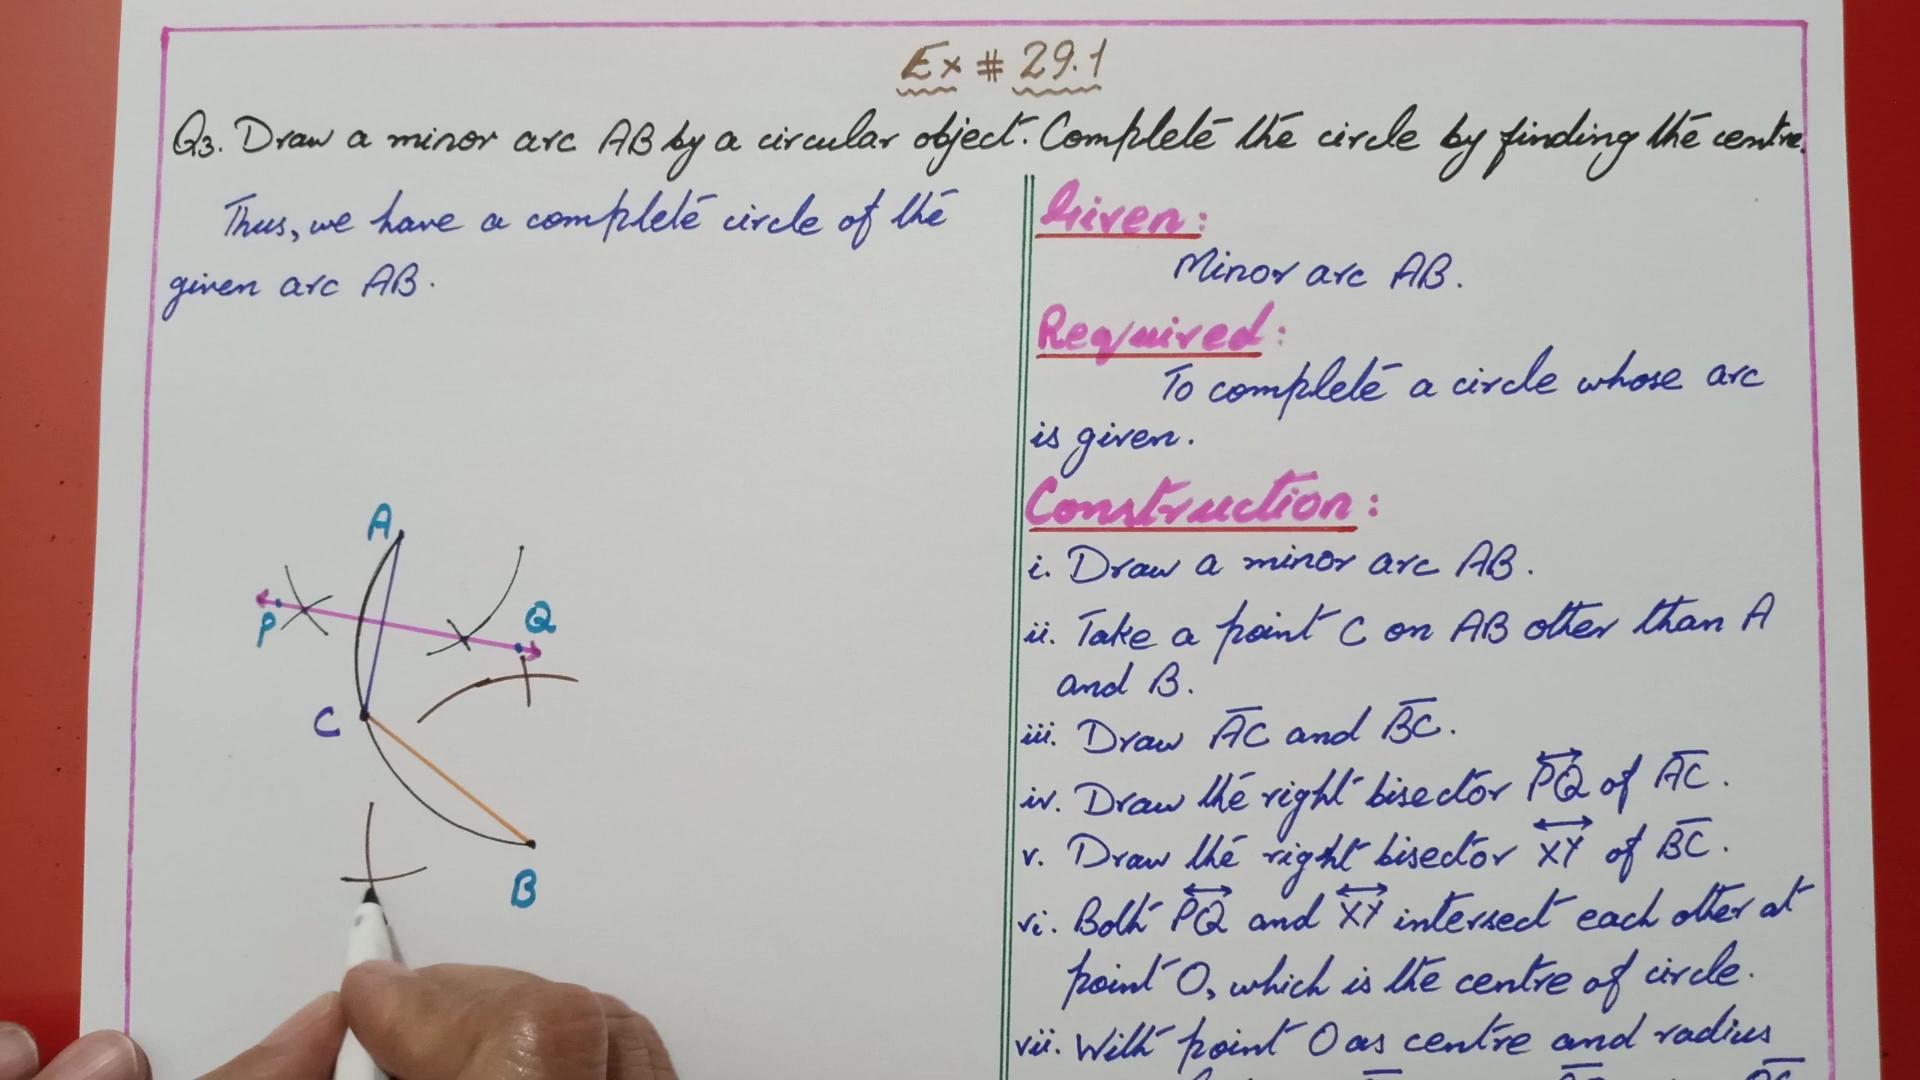 Ex # 29.1
Q3. Draw a minor arc AB by a circular object. Complete the circle by finding the centre.
Thus, we have a complete circle of the
given arc AB.
A
P
Q
C
B
Given:
Minor arc AB.
Required:
To complete a circle whose arc
is given.
Construction:
i. Draw a minor arc AB.
ii. Take a point C on AB other than A
and B.
iii. Draw A̅C̅ and B̅C̅.
iv. Draw the right bisector PQ of A̅C̅.
v. Draw the right bisector XY of B̅C̅.
vi. Both PQ and XY intersect each other at
point O, which is the centre of circle.
vii. With point O as centre and radius